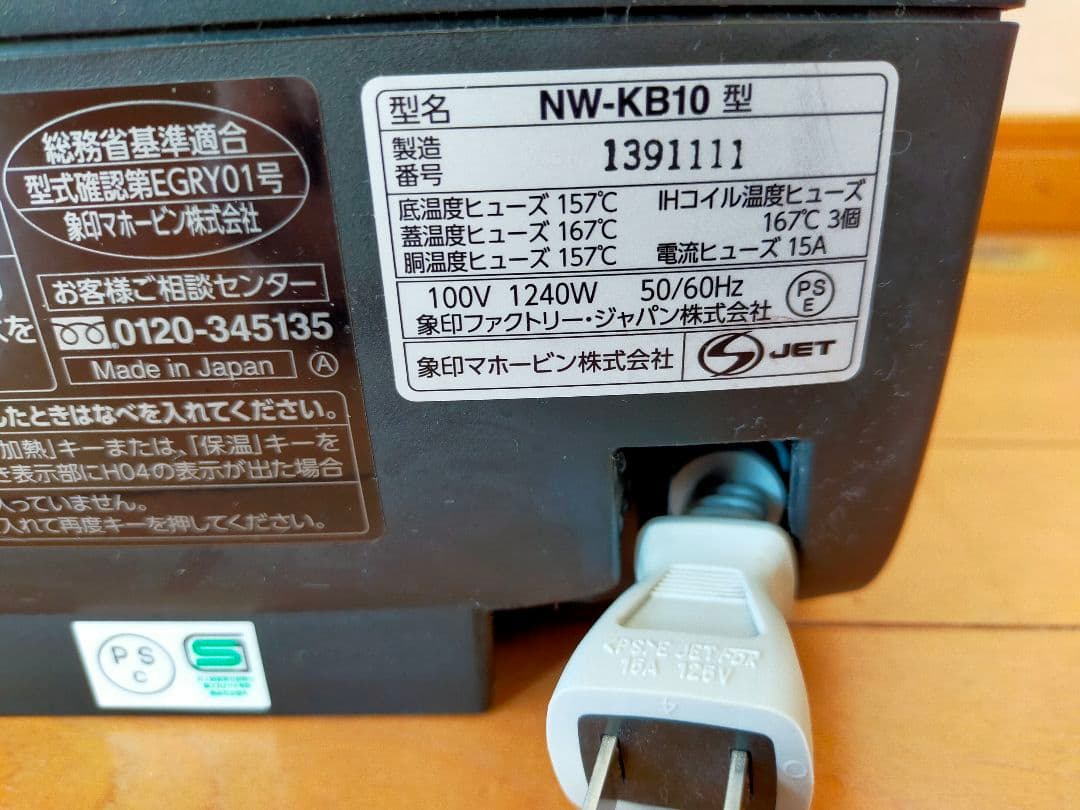 総務省基準適合
型式確認第EGRY01号
象印マホービン株式会社
を
お客様ご相談センター
0120-345135
Made in Japan
A
したときはなべを入れてください。
加熱」キーまたは、「保温」キーを
き表示部にH04の表示が出た場合
入っていません。
入れて再度キーを押してください。
型名 NW-KB10 型
製造番号 1391111
底温度ヒューズ 157℃
蓋温度ヒューズ 167℃
胴温度ヒューズ 157℃
IHコイル温度ヒューズ
167℃ 3個
電流ヒューズ 15A
100V 1240W 50/60Hz
PS
E
象印ファクトリー・ジャパン株式会社
象印マホービン株式会社
S JET
PS
C
S
<PS>E JET
15A 125V